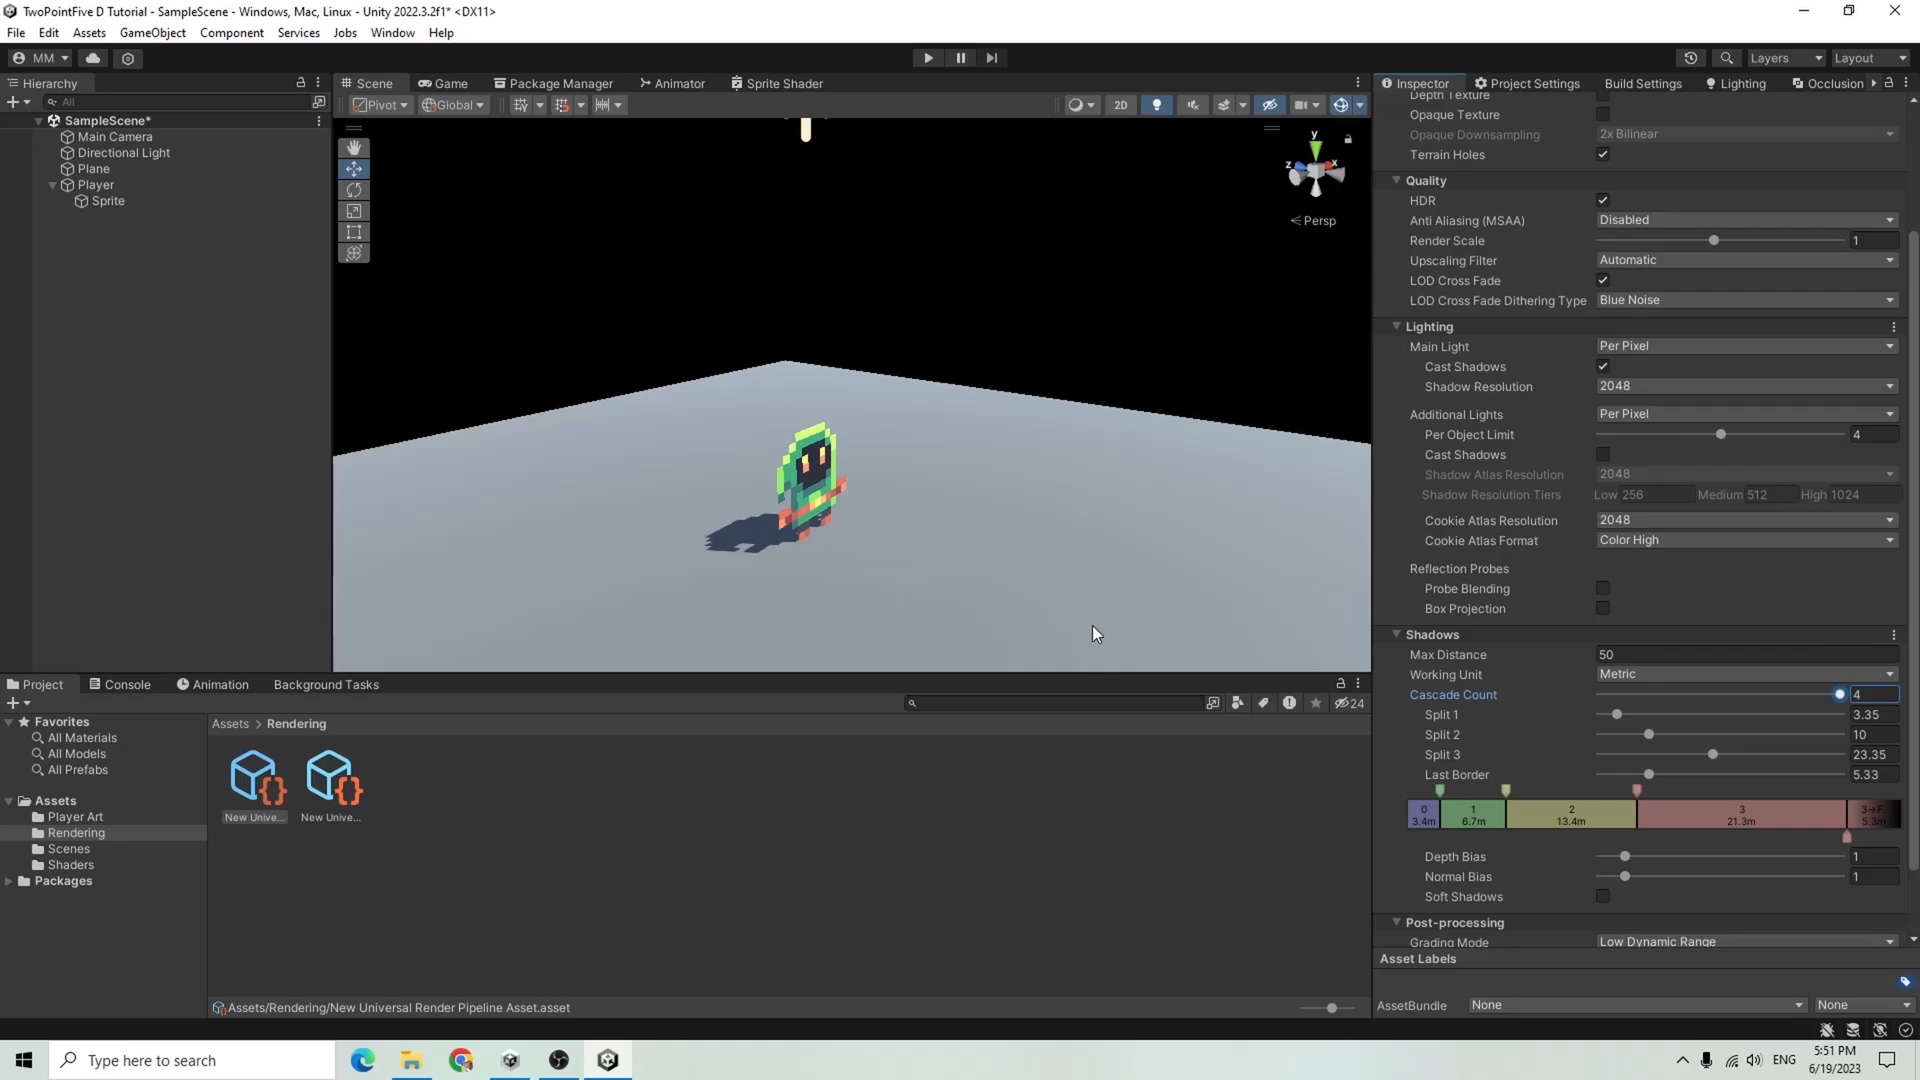 TwoPointFive D Tutorial - SampleScene - Windows, Mac, Linux - Unity 2022.3.2f1* <DX11>
File Edit Assets GameObject Component Services Jobs Window Help
MM
Layers Layout
Hierarchy
All
SampleScene*
Main Camera
Directional Light
Plane
Player
Sprite
Scene Game Package Manager Animator Sprite Shader
Pivot Global 2D
y
z x
< Persp
Inspector Project Settings Build Settings Lighting Occlusion
Depth Texture
Opaque Texture
Opaque Downsampling 2x Bilinear
Terrain Holes
Quality
HDR
Anti Aliasing (MSAA) Disabled
Render Scale 1
Upscaling Filter Automatic
LOD Cross Fade
LOD Cross Fade Dithering Type Blue Noise
Lighting
Main Light Per Pixel
Cast Shadows
Shadow Resolution 2048
Additional Lights Per Pixel
Per Object Limit 4
Cast Shadows
Shadow Atlas Resolution 2048
Shadow Resolution Tiers Low 256 Medium 512 High 1024
Cookie Atlas Resolution 2048
Cookie Atlas Format Color High
Reflection Probes
Probe Blending
Box Projection
Shadows
Max Distance 50
Working Unit Metric
Cascade Count 4
Split 1 3.35
Split 2 10
Split 3 23.35
Last Border 5.33
0 1 2 3 3→F
3.4m 6.7m 13.4m 21.3m 5.3m
Depth Bias 1
Normal Bias 1
Soft Shadows
Post-processing
Grading Mode Low Dynamic Range
Asset Labels
AssetBundle None None
Project Console Animation Background Tasks
24
Favorites
All Materials
All Models
All Prefabs
Assets
Player Art
Rendering
Scenes
Shaders
Packages
Assets > Rendering
New Unive... New Unive...
Assets/Rendering/New Universal Render Pipeline Asset.asset
Type here to search
ENG
5:51 PM
6/19/2023